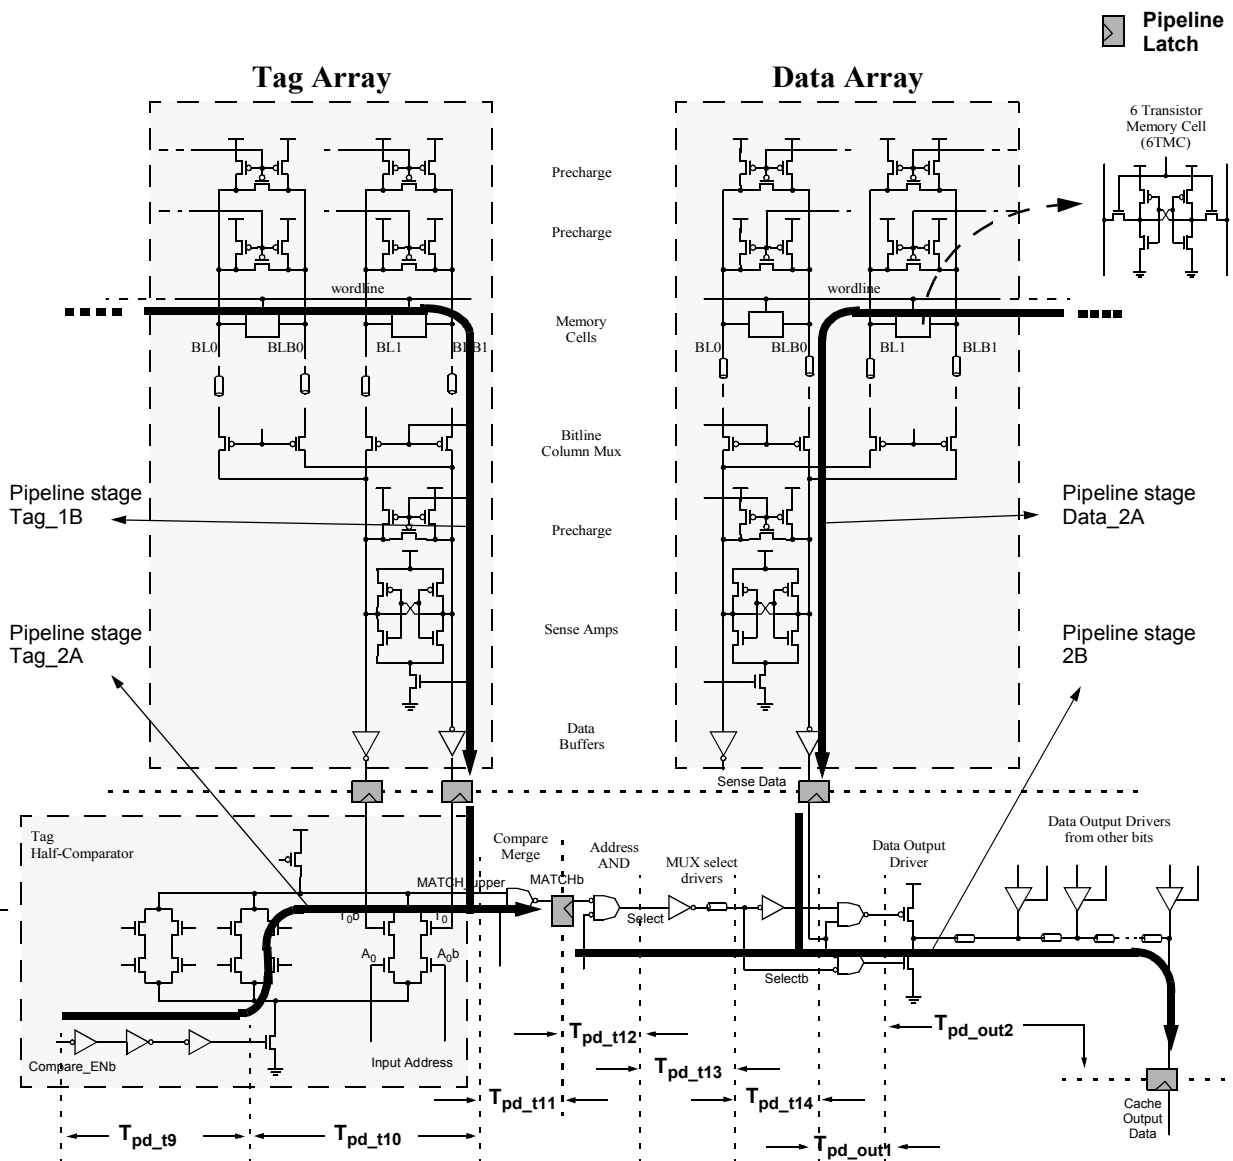 Pipeline
Latch
Tag Array
Data Array
6 Transistor
Memory Cell
(6TMC)
Precharge
Precharge
wordline
wordline
Memory
Cells
BL0
BLB0
BL1
BLB1
BL0
BLB0
BL1
BLB1
Bitline
Column Mux
Pipeline stage
Tag_1B
Pipeline stage
Data_2A
Precharge
Pipeline stage
Tag_2A
Sense Amps
Pipeline stage
2B
Data
Buffers
Sense Data
Tag
Half-Comparator
Compare
Merge
Address
AND
MUX select
drivers
Data Output
Driver
Data Output Drivers
from other bits
MATCH_upper
MATCHb
T0b
T0
Select
A0
A0b
Selectb
Compare_ENb
Input Address
Tpd_t12
Tpd_out2
Tpd_t13
Tpd_t11
Tpd_t14
Tpd_t9
Tpd_t10
Tpd_out1
Cache
Output
Data